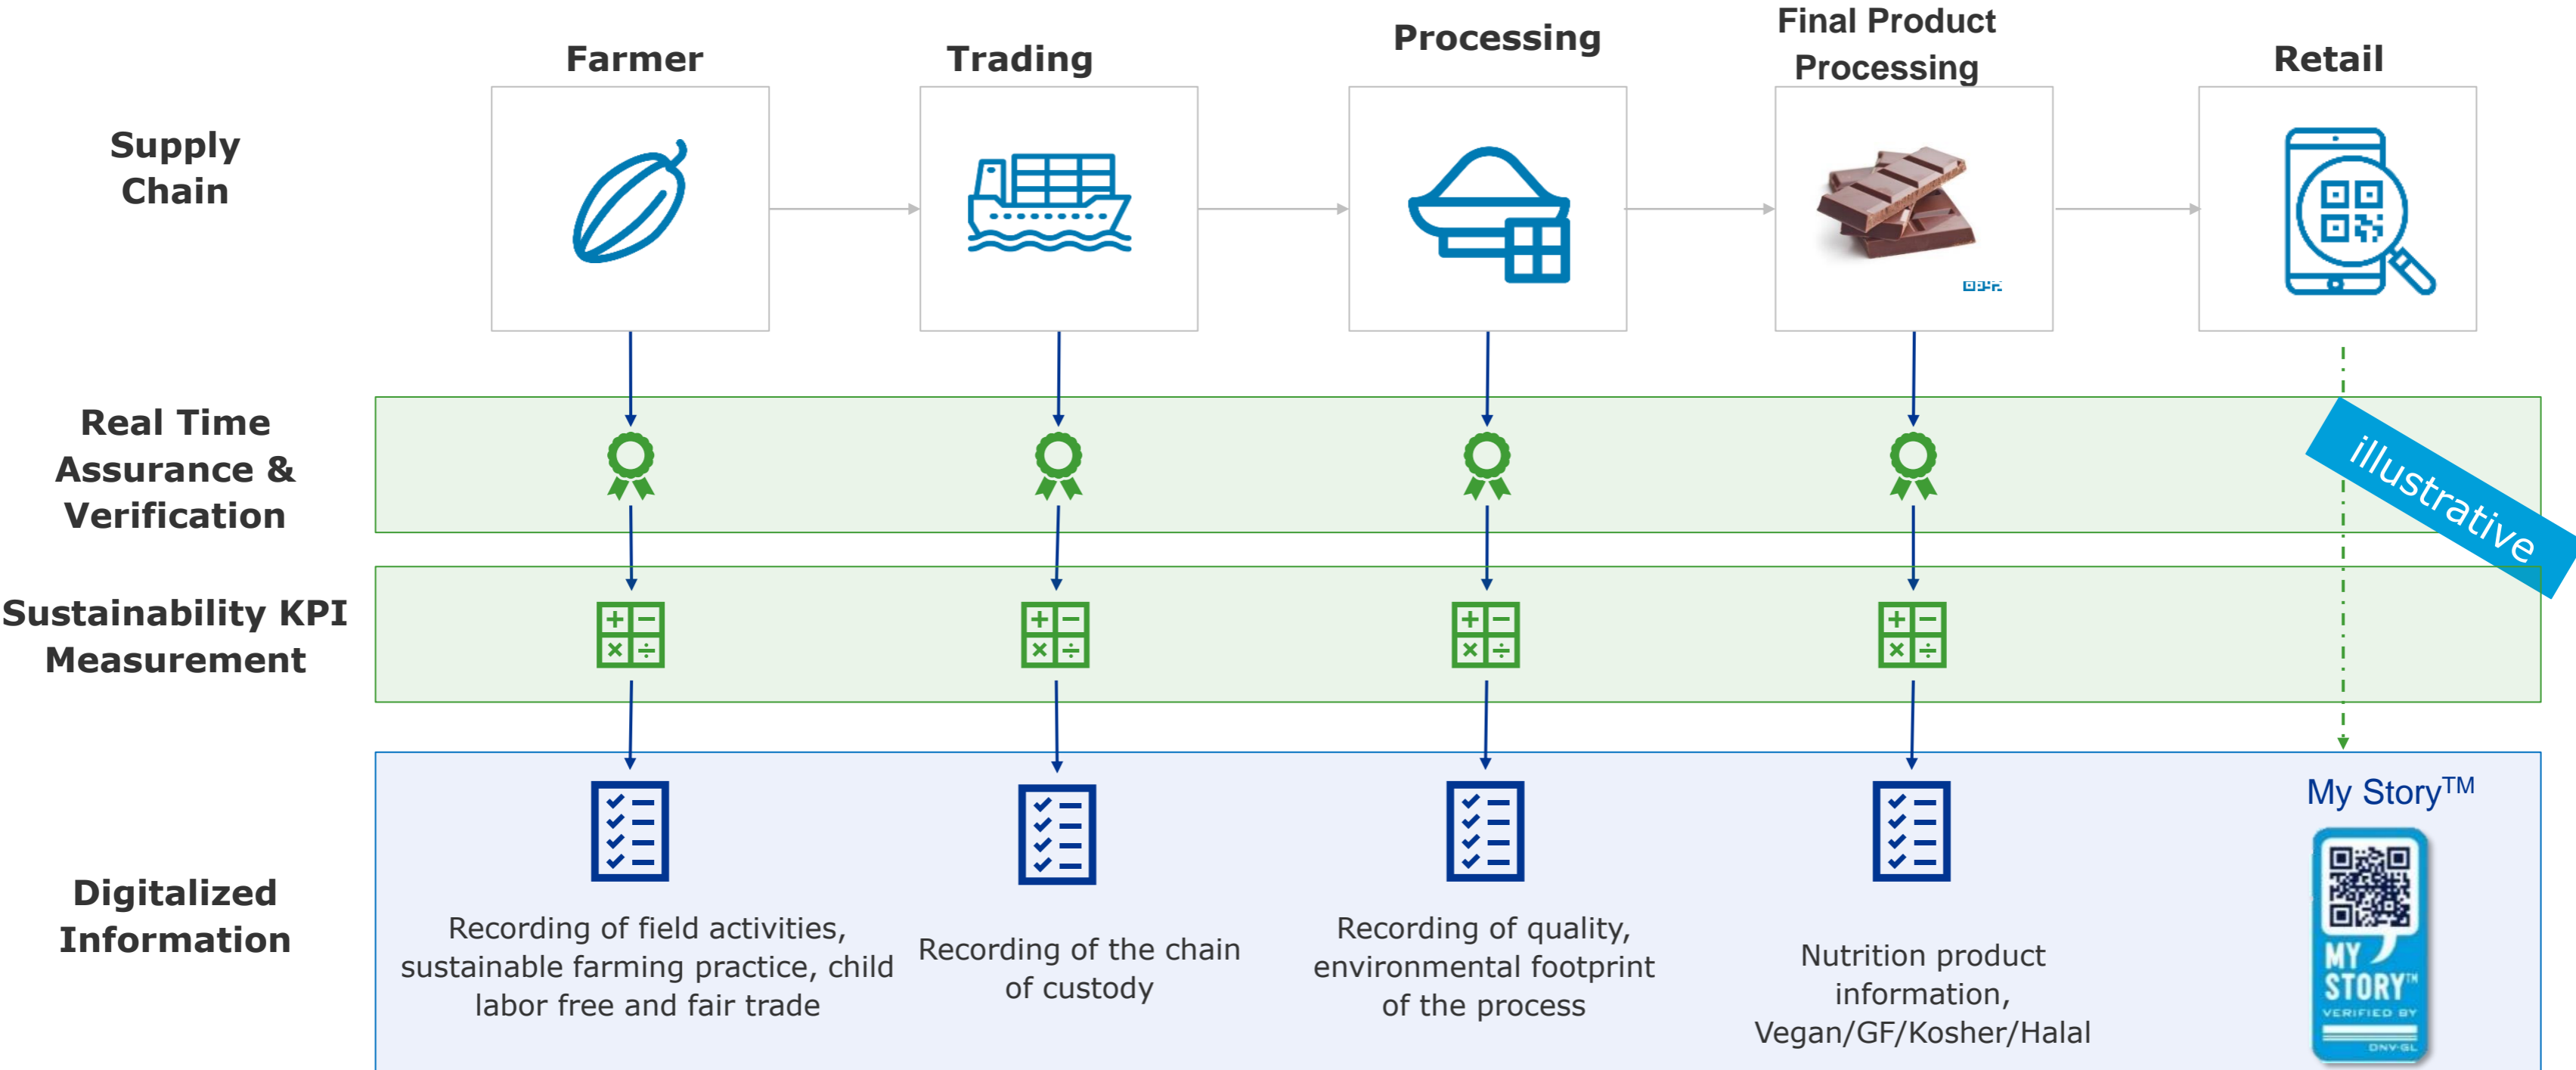 Farmer
Trading
Processing
Final Product
Processing
Retail
Supply
Chain
Real Time
Assurance &
Verification
illustrative
Sustainability KPI
Measurement
Digitalized
Information
Recording of field activities,
sustainable farming practice, child
labor free and fair trade
Recording of the chain
of custody
Recording of quality,
environmental footprint
of the process
Nutrition product
information,
Vegan/GF/Kosher/Halal
My Story™
MY
STORY™
VERIFIED BY
DNV·GL